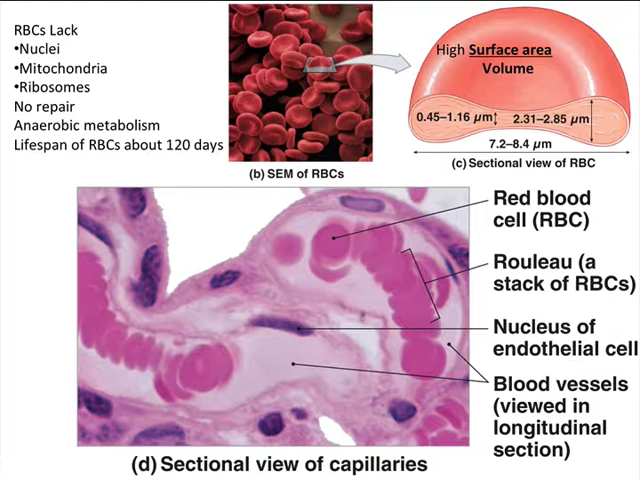 RBCs Lack
•Nuclei
•Mitochondria
•Ribosomes
No repair
Anaerobic metabolism
Lifespan of RBCs about 120 days
(b) SEM of RBCs
High Surface area
Volume
0.45–1.16 µm
2.31–2.85 µm
7.2–8.4 µm
(c) Sectional view of RBC
Red blood
cell (RBC)
Rouleau (a
stack of RBCs)
Nucleus of
endothelial cell
Blood vessels
(viewed in
longitudinal
section)
(d) Sectional view of capillaries